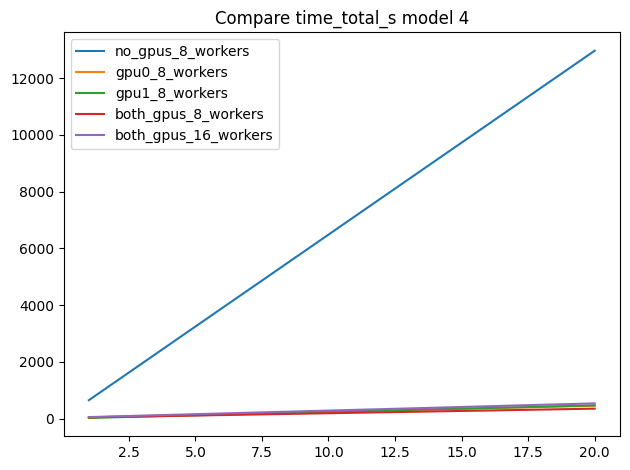 Compare time_total_s model 4
no_gpus_8_workers
gpu0_8_workers
gpu1_8_workers
both_gpus_8_workers
both_gpus_16_workers
12000
10000
8000
6000
4000
2000
0
2.5 5.0 7.5 10.0 12.5 15.0 17.5 20.0